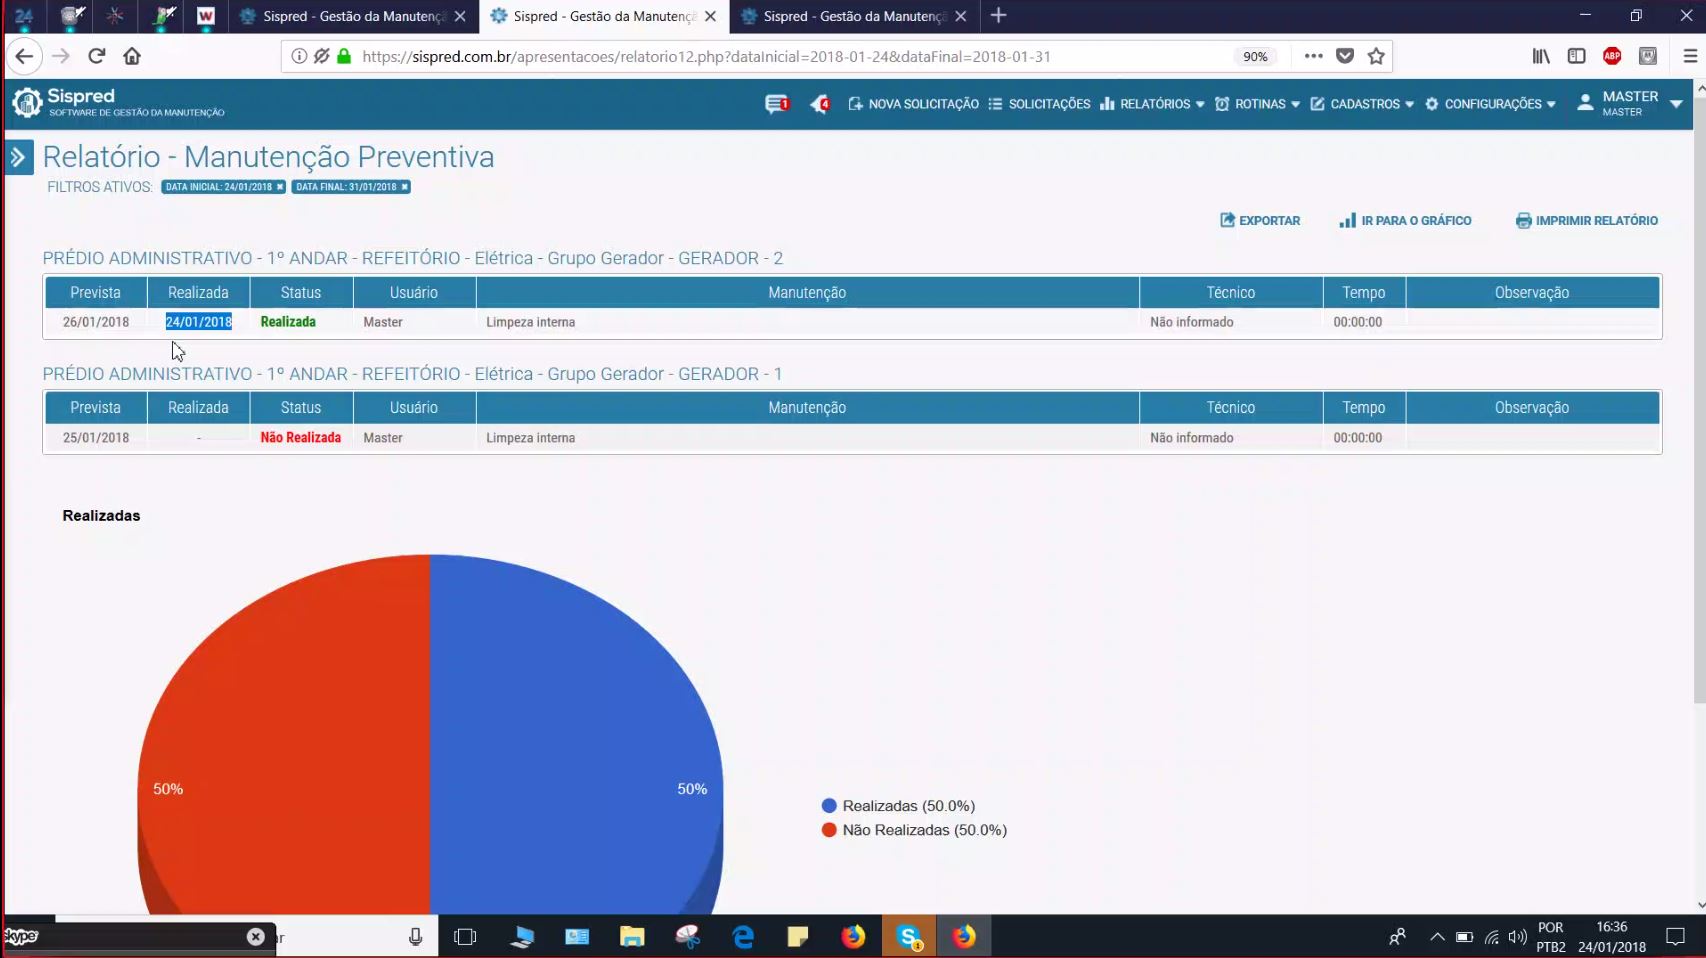 24
W
Sispred - Gestão da Manutenç
Sispred - Gestão da Manutenç
Sispred - Gestão da Manutenç
https://sispred.com.br/apresentacoes/relatorio12.php?dataInicial=2018-01-24&dataFinal=2018-01-31
90%
ABP
Sispred
SOFTWARE DE GESTÃO DA MANUTENÇÃO
1
4
NOVA SOLICITAÇÃO
SOLICITAÇÕES
RELATÓRIOS
ROTINAS
CADASTROS
CONFIGURAÇÕES
MASTER
MASTER
Relatório - Manutenção Preventiva
FILTROS ATIVOS: DATA INICIAL: 24/01/2018 × DATA FINAL: 31/01/2018 ×
EXPORTAR
IR PARA O GRÁFICO
IMPRIMIR RELATÓRIO
PRÉDIO ADMINISTRATIVO - 1º ANDAR - REFEITÓRIO - Elétrica - Grupo Gerador - GERADOR - 2
Prevista Realizada Status Usuário Manutenção Técnico Tempo Observação
26/01/2018 24/01/2018 Realizada Master Limpeza interna Não informado 00:00:00
PRÉDIO ADMINISTRATIVO - 1º ANDAR - REFEITÓRIO - Elétrica - Grupo Gerador - GERADOR - 1
Prevista Realizada Status Usuário Manutenção Técnico Tempo Observação
25/01/2018 - Não Realizada Master Limpeza interna Não informado 00:00:00
Realizadas
50%
50%
Realizadas (50.0%)
Não Realizadas (50.0%)
skype
ar
POR
PTB2
16:36
24/01/2018